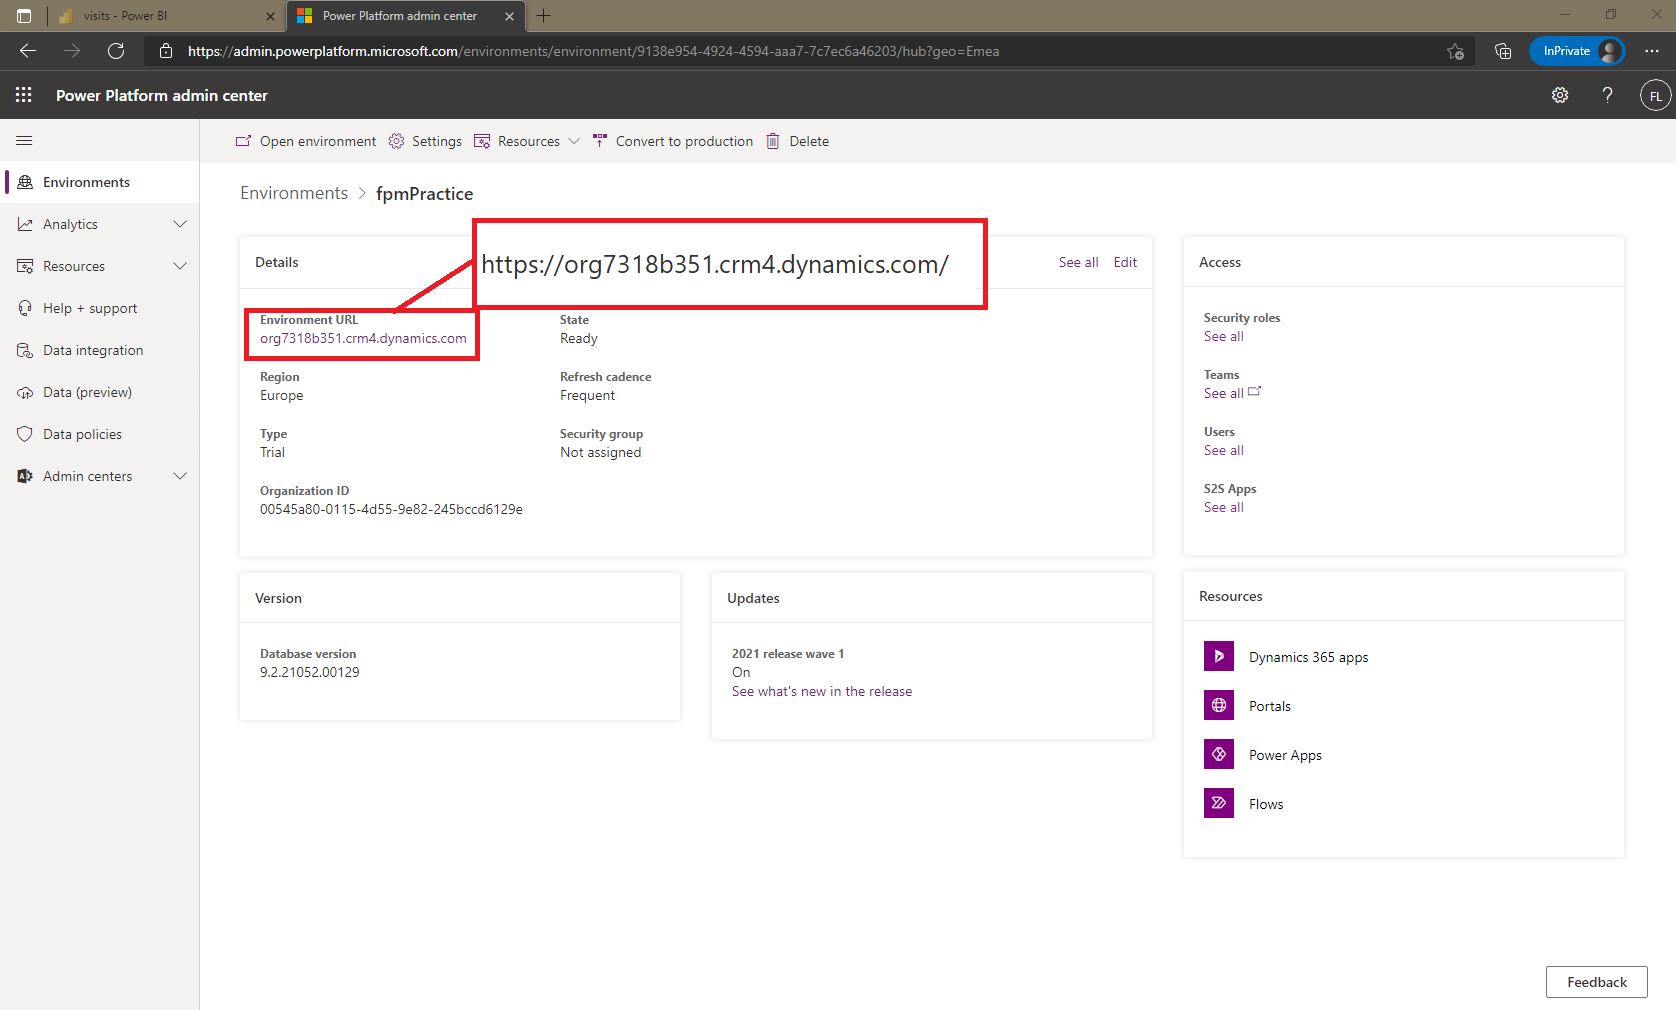 visits - Power BI
Power Platform admin center
https://admin.powerplatform.microsoft.com/environments/environment/9138e954-4924-4594-aaa7-7c7ec6a46203/hub?geo=Emea
InPrivate
Power Platform admin center
?
FL
Open environment
Settings
Resources
Convert to production
Delete
Environments
Analytics
Resources
Help + support
Data integration
Data (preview)
Data policies
Admin centers
Environments > fpmPractice
Details
https://org7318b351.crm4.dynamics.com/
See all
Edit
Environment URL
org7318b351.crm4.dynamics.com
State
Ready
Region
Europe
Refresh cadence
Frequent
Type
Trial
Security group
Not assigned
Organization ID
00545a80-0115-4d55-9e82-245bccd6129e
Access
Security roles
See all
Teams
See all
Users
See all
S2S Apps
See all
Version
Database version
9.2.21052.00129
Updates
2021 release wave 1
On
See what's new in the release
Resources
Dynamics 365 apps
Portals
Power Apps
Flows
Feedback